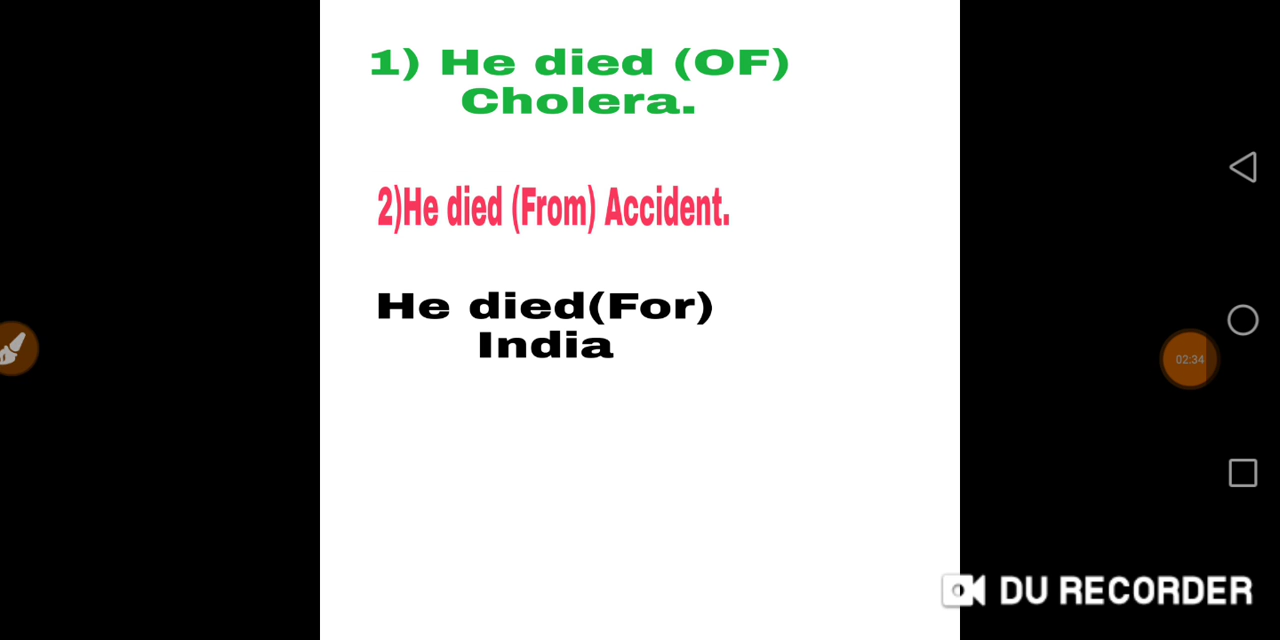 1) He died (OF)
Cholera.
2)He died (From) Accident.
He died(For)
India
02:34
DU RECORDER